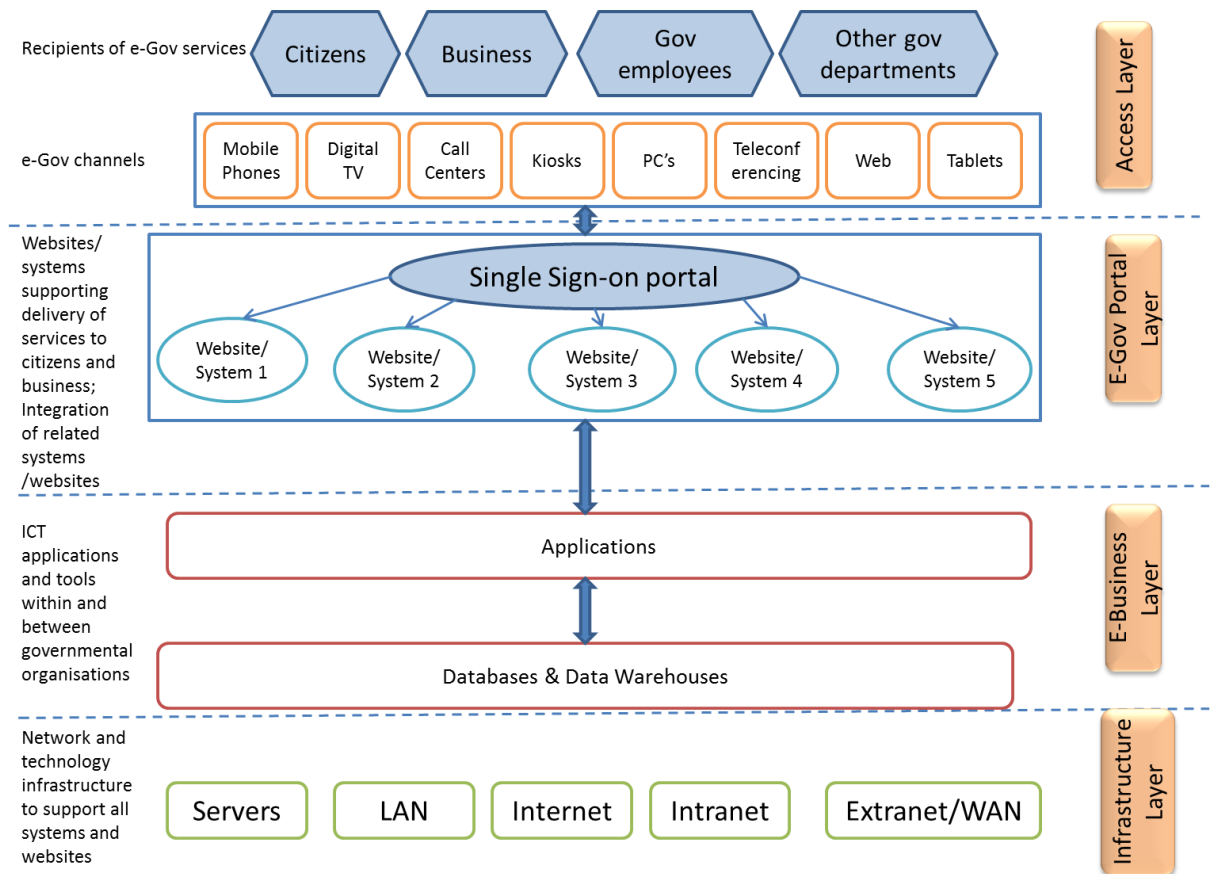 Recipients of e-Gov services
Citizens
Business
Gov
employees
Other gov
departments
Access Layer
e-Gov channels
Mobile
Phones
Digital
TV
Call
Centers
Kiosks
PC’s
Teleconf
erencing
Web
Tablets
Websites/
systems
supporting
delivery of
services to
citizens and
business;
Integration
of related
systems
/websites
Single Sign-on portal
Website/
System 1
Website/
System 2
Website/
System 3
Website/
System 4
Website/
System 5
E-Gov Portal
Layer
ICT
applications
and tools
within and
between
governmental
organisations
Applications
Databases & Data Warehouses
E-Business
Layer
Network and
technology
infrastructure
to support all
systems and
websites
Servers
LAN
Internet
Intranet
Extranet/WAN
Infrastructure
Layer